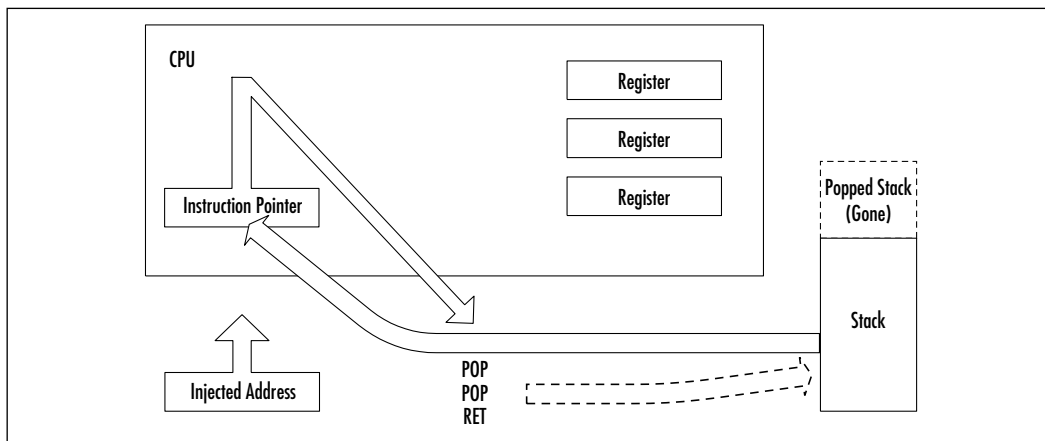 CPU
Register
Register
Register
Instruction Pointer
Popped Stack
(Gone)
Stack
Injected Address
POP
POP
RET